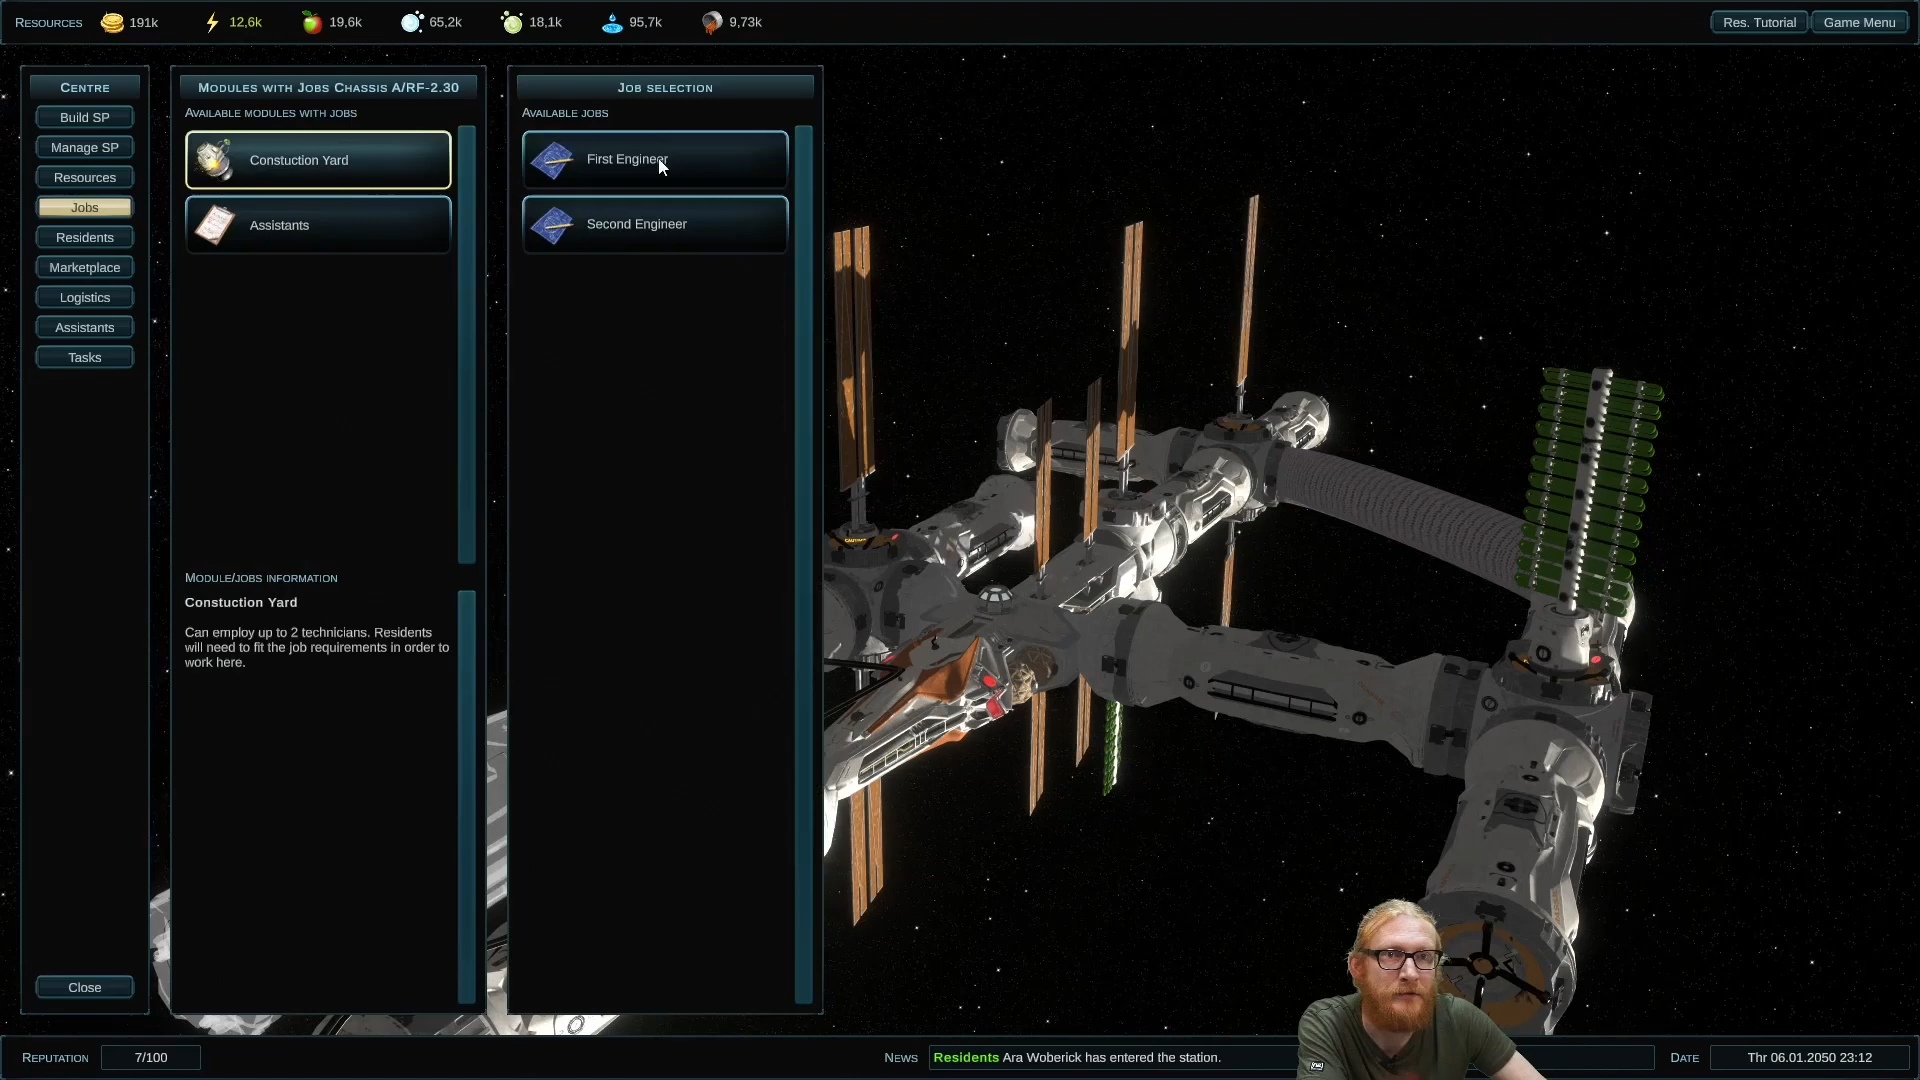 RESOURCES 191k 12,6k 19,6k 65,2k 18,1k 95,7k 9,73k Res. Tutorial Game Menu
CENTRE
Build SP
Manage SP
Resources
Jobs
Residents
Marketplace
Logistics
Assistants
Tasks
Close
MODULES WITH JOBS CHASSIS A/RF-2.30
AVAILABLE MODULES WITH JOBS
Constuction Yard
Assistants
MODULE/JOBS INFORMATION
Constuction Yard
Can employ up to 2 technicians. Residents
will need to fit the job requirements in order to
work here.
JOB SELECTION
AVAILABLE JOBS
First Engineer
Second Engineer
REPUTATION 7/100 NEWS Residents Ara Woberick has entered the station. DATE Thr 06.01.2050 23:12